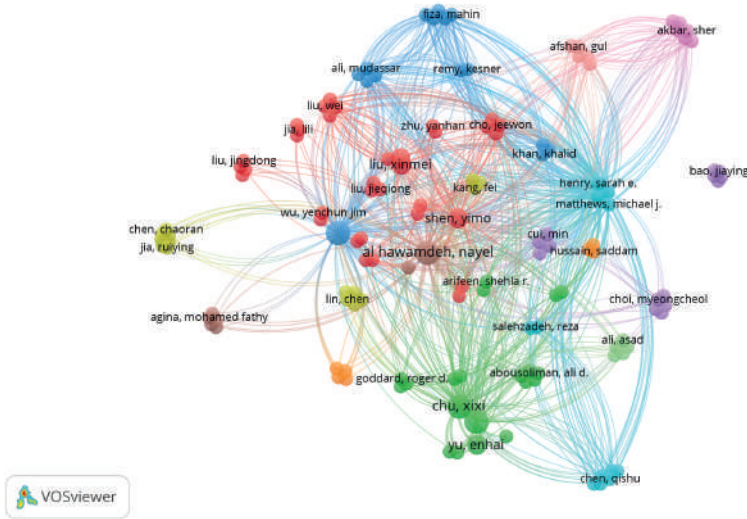 fiza, mahin
akbar, sher
afshan, gul
ali, mudassar
remy, kesner
liu, wei
zhu, yanhan
cho, jeewon
jia, lili
khan, khalid
liu, jingdong
liu, xinmei
bao, jiaying
liu, jieqiong
kang, fei
henry, sarah e.
matthews, michael j.
wu, yenchun jim
shen, yimo
chen, chaoran
jia, ruiying
cui, min
al hawamdeh, nayel
hussain, saddam
arifeen, shehla r.
lin, chen
choi, myeongcheol
agina, mohamed fathy
salehzadeh, reza
ali, asad
goddard, roger d.
abousoliman, ali d.
chu, xixi
yu, enhai
chen, qishu
VOSviewer